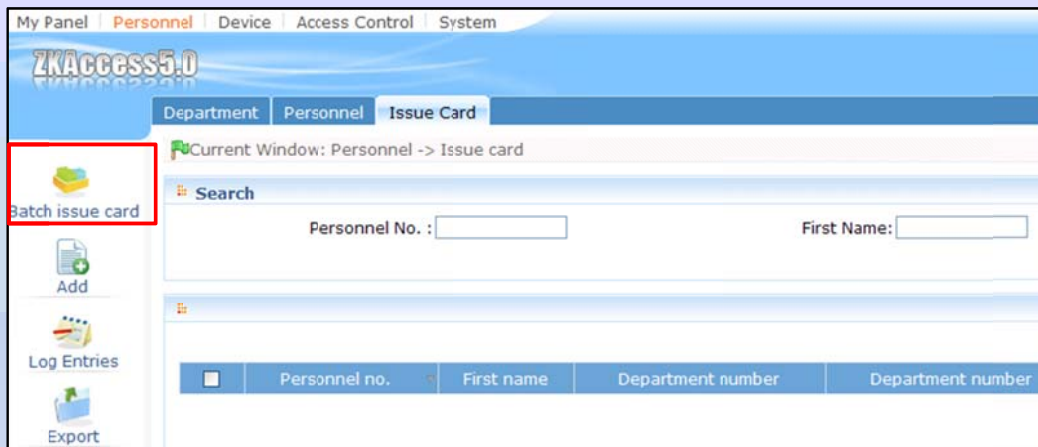 My Panel Personnel Device Access Control System
ZKAccess5.0
Department Personnel Issue Card
Current Window: Personnel -> Issue card
Batch issue card
Search
Personnel No. : First Name:
Add
Log Entries
Personnel no. First name Department number Department number
Export